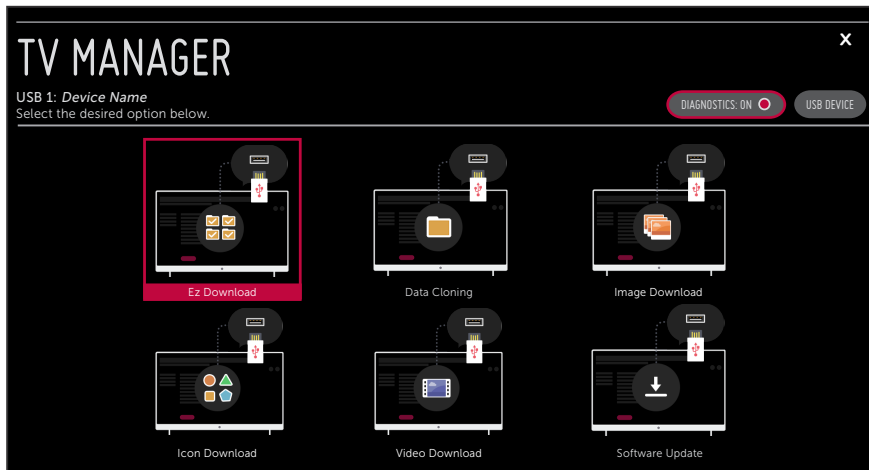 TV MANAGER
X
USB 1: Device Name
Select the desired option below.
DIAGNOSTICS: ON
USB DEVICE
Ez Download
Data Cloning
Image Download
Icon Download
Video Download
Software Update